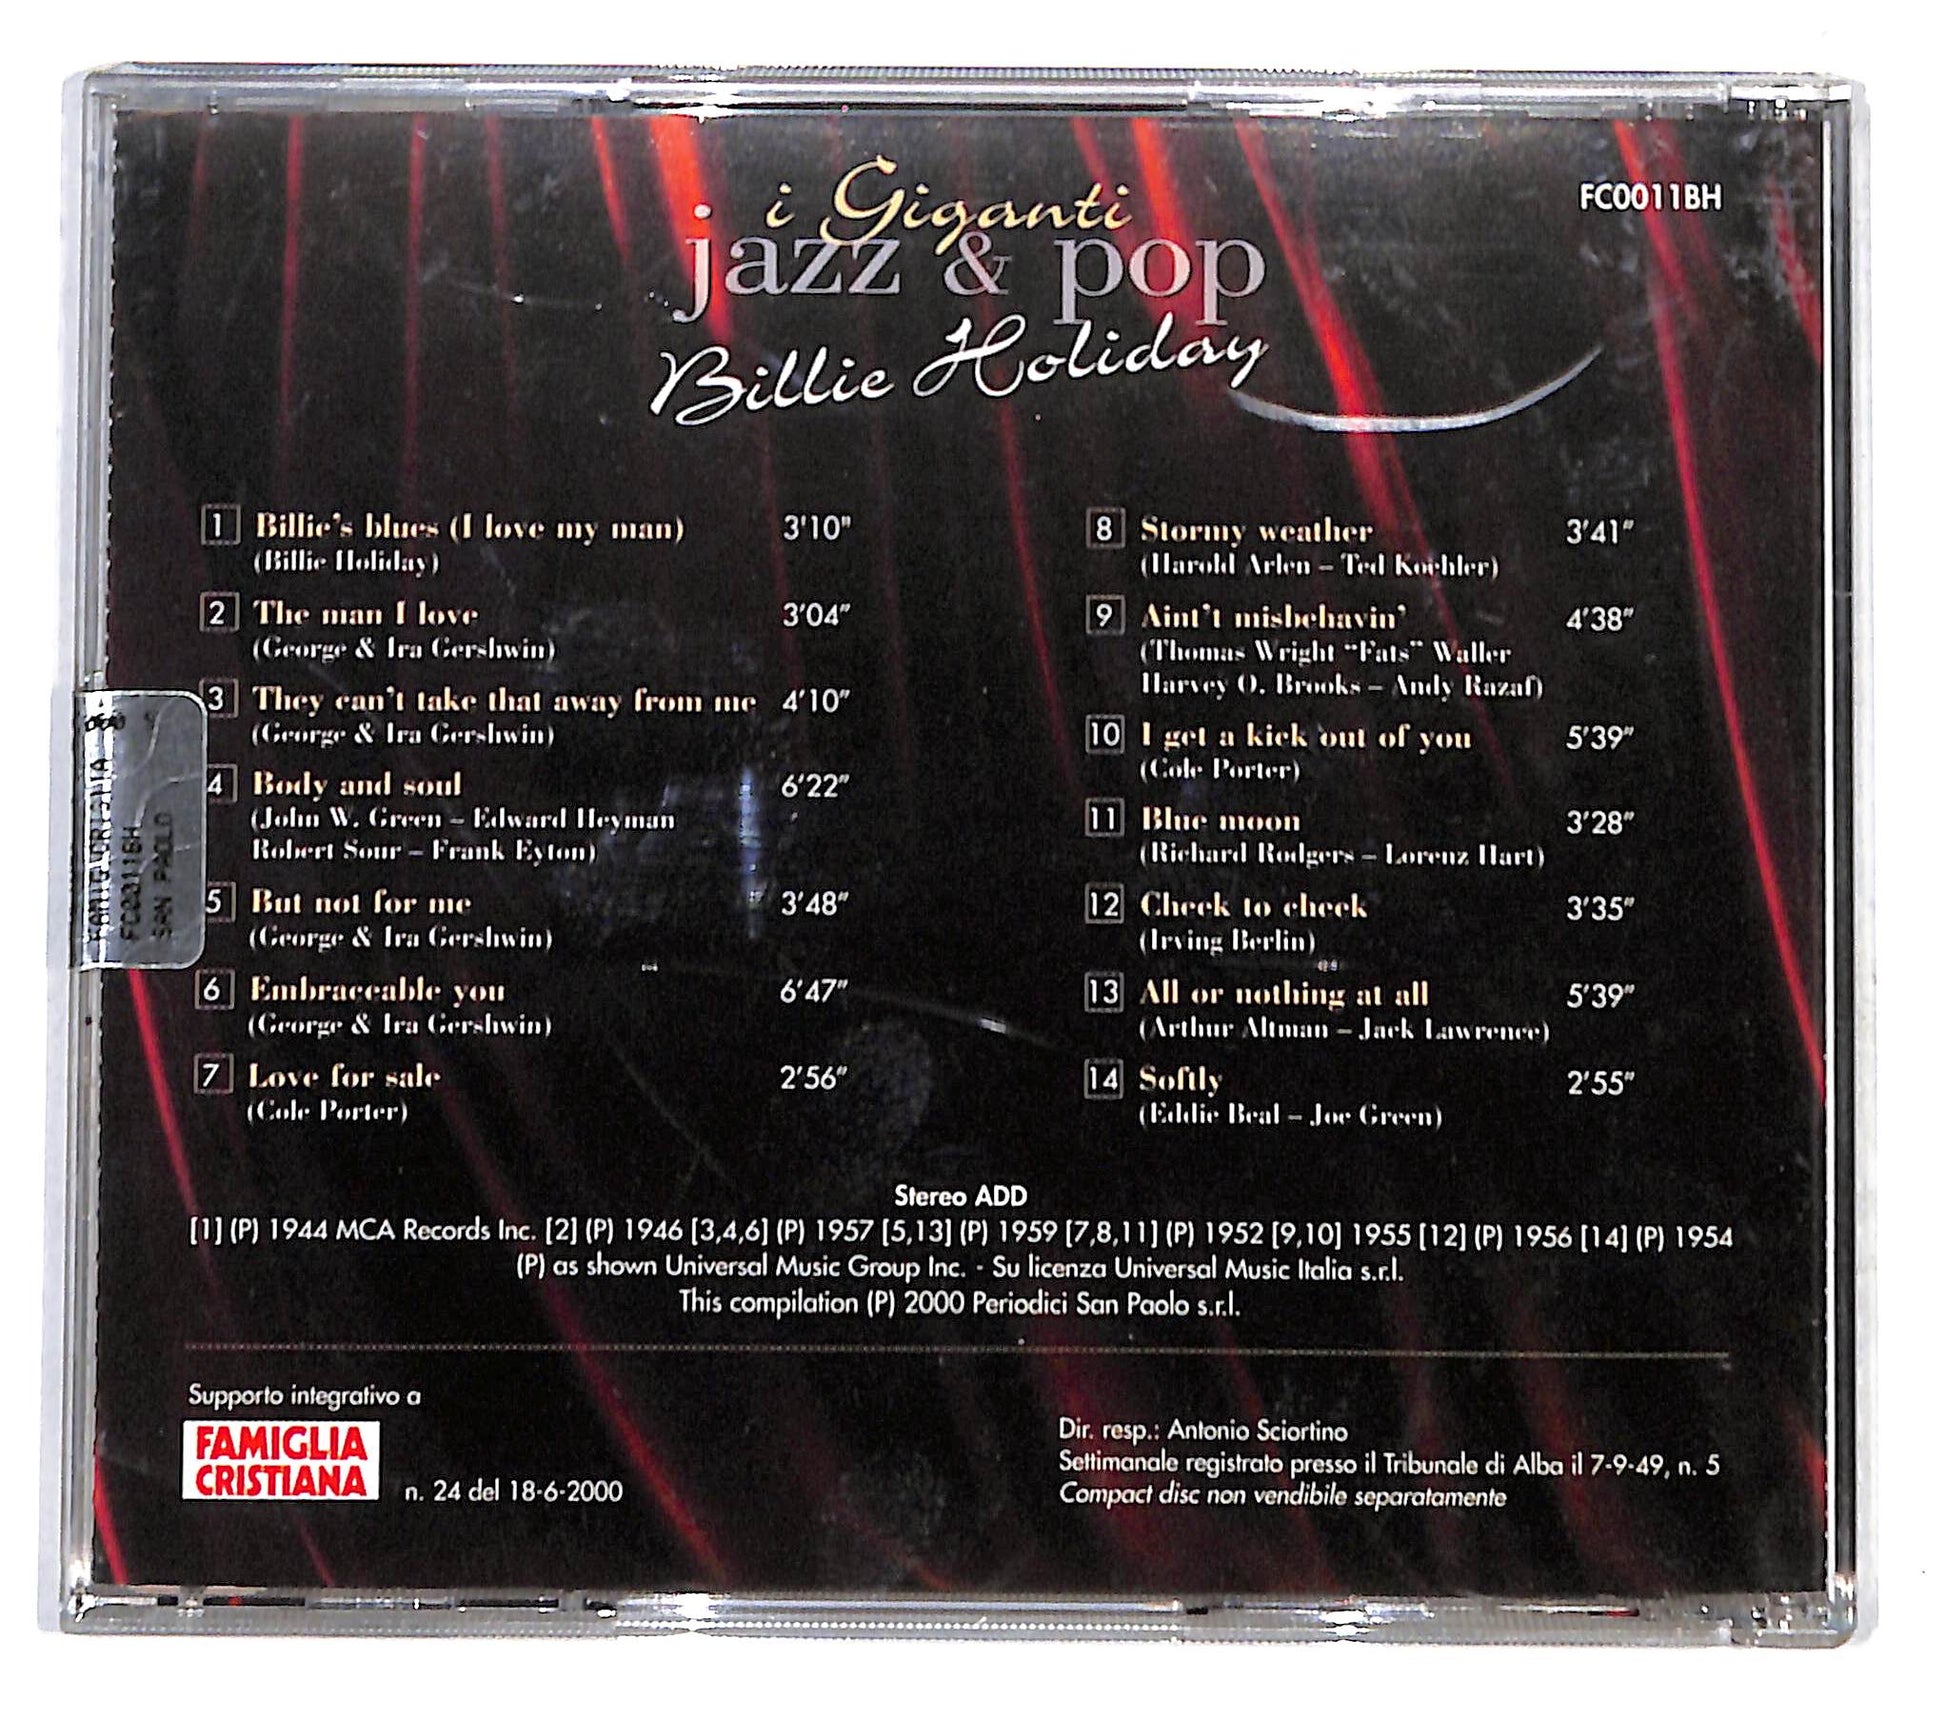 FC0011BH
i Giganti
jazz & pop
Billie Holiday
1 Billie's blues (I love my man) 3'10"
(Billie Holiday)
2 The man I love 3'04"
(George & Ira Gershwin)
3 They can't take that away from me 4'10"
(George & Ira Gershwin)
4 Body and soul 6'22"
(John W. Green – Edward Heyman
Robert Sour – Frank Eyton)
5 But not for me 3'48"
(George & Ira Gershwin)
6 Embraceable you 6'47"
(George & Ira Gershwin)
7 Love for sale 2'56"
(Cole Porter)
8 Stormy weather 3'41"
(Harold Arlen – Ted Koehler)
9 Aint't misbehavin' 4'38"
(Thomas Wright "Fats" Waller
Harvey O. Brooks – Andy Razaf)
10 I get a kick out of you 5'39"
(Cole Porter)
11 Blue moon 3'28"
(Richard Rodgers – Lorenz Hart)
12 Cheek to cheek 3'35"
(Irving Berlin)
13 All or nothing at all 5'39"
(Arthur Altman – Jack Lawrence)
14 Softly 2'55"
(Eddie Beal – Joe Green)
FC0011BH
SAN PAOLO
Stereo ADD
[1] (P) 1944 MCA Records Inc. [2] (P) 1946 [3,4,6] (P) 1957 [5,13] (P) 1959 [7,8,11] (P) 1952 [9,10] 1955 [12] (P) 1956 [14] (P) 1954
(P) as shown Universal Music Group Inc. - Su licenza Universal Music Italia s.r.l.
This compilation (P) 2000 Periodici San Paolo s.r.l.
Supporto integrativo a
FAMIGLIA
CRISTIANA
n. 24 del 18-6-2000
Dir. resp.: Antonio Sciortino
Settimanale registrato presso il Tribunale di Alba il 7-9-49, n. 5
Compact disc non vendibile separatamente